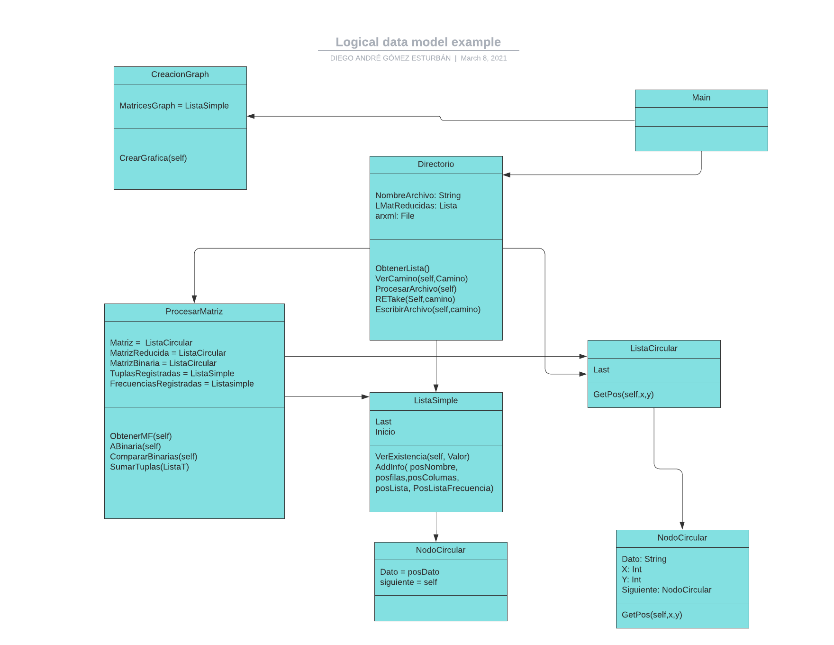 Logical data model example
DIEGO ANDRÉ GÓMEZ ESTURBÁN | March 8, 2021
CreacionGraph
MatricesGraph = ListaSimple
CrearGrafica(self)
Main
Directorio
NombreArchivo: String
LMatReducidas: Lista
arxml: File
ObtenerLista()
VerCamino(self,Camino)
ProcesarArchivo(self)
RETake(Self,camino)
EscribirArchivo(self,camino)
ProcesarMatriz
Matriz = ListaCircular
MatrizReducida = ListaCircular
MatrizBinaria = ListaCircular
TuplasRegistradas = ListaSimple
FrecuenciasRegistradas = Listasimple
ObtenerMF(self)
ABinaria(self)
CompararBinarias(self)
SumarTuplas(ListaT)
ListaCircular
Last
GetPos(self,x,y)
ListaSimple
Last
Inicio
VerExistencia(self, Valor)
AddInfo( posNombre,
posfilas,posColumas,
posLista, PosListaFrecuencia)
NodoCircular
Dato = posDato
siguiente = self
NodoCircular
Dato: String
X: Int
Y: Int
Siguiente: NodoCircular
GetPos(self,x,y)